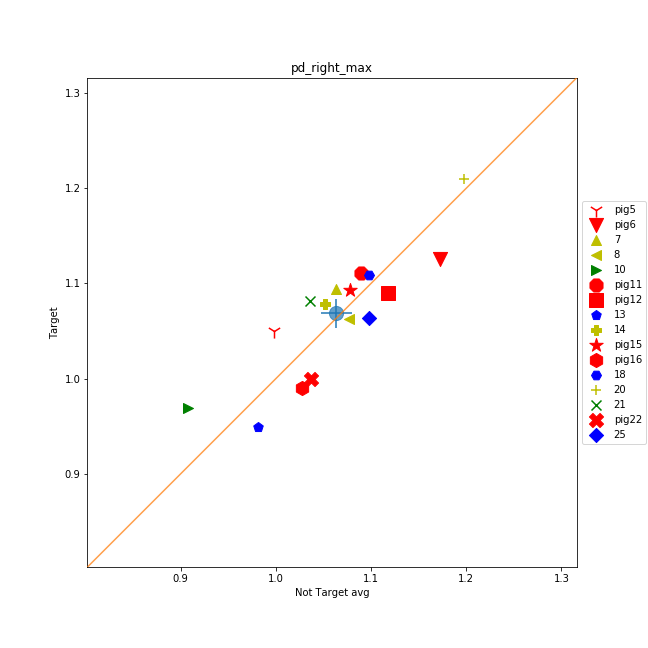 pd_right_max
1.3
1.2
1.1
1.0
0.9
Target
0.9
1.0
1.1
1.2
1.3
Not Target avg
pig5
pig6
7
8
10
pig11
pig12
13
14
pig15
pig16
18
20
21
pig22
25